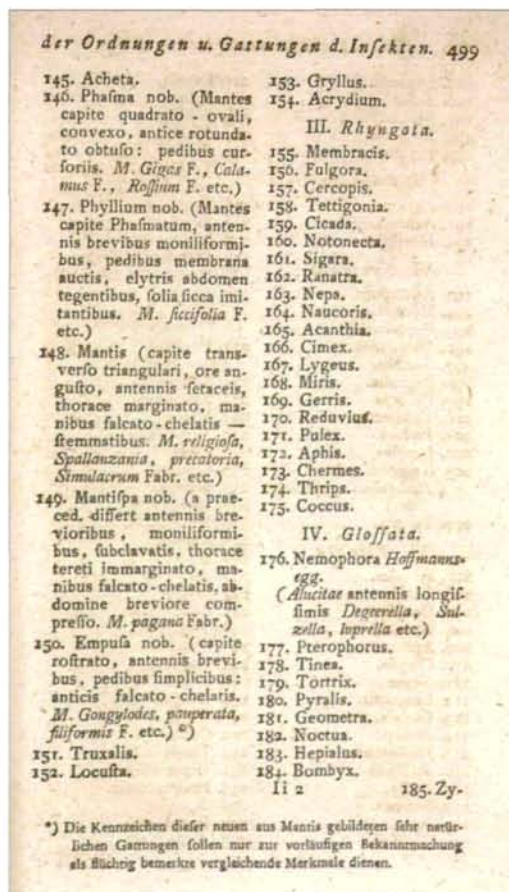 der Ordnungen u. Gattungen d. Inſekten. 499
145. Acheta.
146. Phaſma nob. (Mantes
capite quadrato - ovali,
convexo, antice rotunda-
to obtuſo: pedibus cur-
ſoriis. M. Gigas F., Cala-
mus F., Roſſium F. etc.)
147. Phyllium nob. (Mantes
capite Phaſmatum, anten-
nis brevibus moniliformi-
bus, pedibus membrana
auctis, elytris abdomen
tegentibus, folia ſicca imi-
tantibus. M. ſiccifolia F.
etc.)
148. Mantis (capite trans-
verſo triangulari, ore an-
guſto, antennis ſetaceis,
thorace marginato, ma-
nibus falcato-chelatis —
ſtemmatibus. M. religioſa,
Spallanzania, precatoria,
Simulacrum Fabr. etc.)
149. Mantiſpa nob. (a prae-
ced. differt antennis bre-
vioribus, moniliformi-
bus, ſubclavatis, thorace
tereti immarginato, ma-
nibus falcato-chelatis, ab-
domine breviore com-
preſſo. M. pagana Fabr.)
150. Empuſa nob. (capite
roſtrato, antennis brevi-
bus, pedibus ſimplicibus:
anticis falcato-chelatis.
M. Gongylodes, pauperata,
filiformis F. etc.) *)
151. Truxalis.
152. Locuſta.
153. Gryllus.
154. Acrydium.
III. Rhyngota.
155. Membracis.
156. Fulgora.
157. Cercopis.
158. Tettigonia.
159. Cicada.
160. Notonecta.
161. Sigara.
162. Ranatra.
163. Nepa.
164. Naucoris.
165. Acanthia.
166. Cimex.
167. Lygeus.
168. Miris.
169. Gerris.
170. Reduvius.
171. Pulex.
172. Aphis.
173. Chermes.
174. Thrips.
175. Coccus.
IV. Gloſſata.
176. Nemophora Hoffmanns-
egg.
(Alucitae antennis longiſ-
ſimis Degeerella, Sul-
zella, luprella etc.)
177. Pterophorus.
178. Tinea.
179. Tortrix.
180. Pyralis.
181. Geometra.
182. Noctua.
183. Hepialus.
184. Bombyx.
Ii 2 185. Zy-
*) Die Kennzeichen dieſer neuen aus Mantis gebildeten ſehr natür-
lichen Gattungen ſollen nur zur vorläufigen Bekanntmachung
als flüchtig bemerkte vergleichende Merkmale dienen.